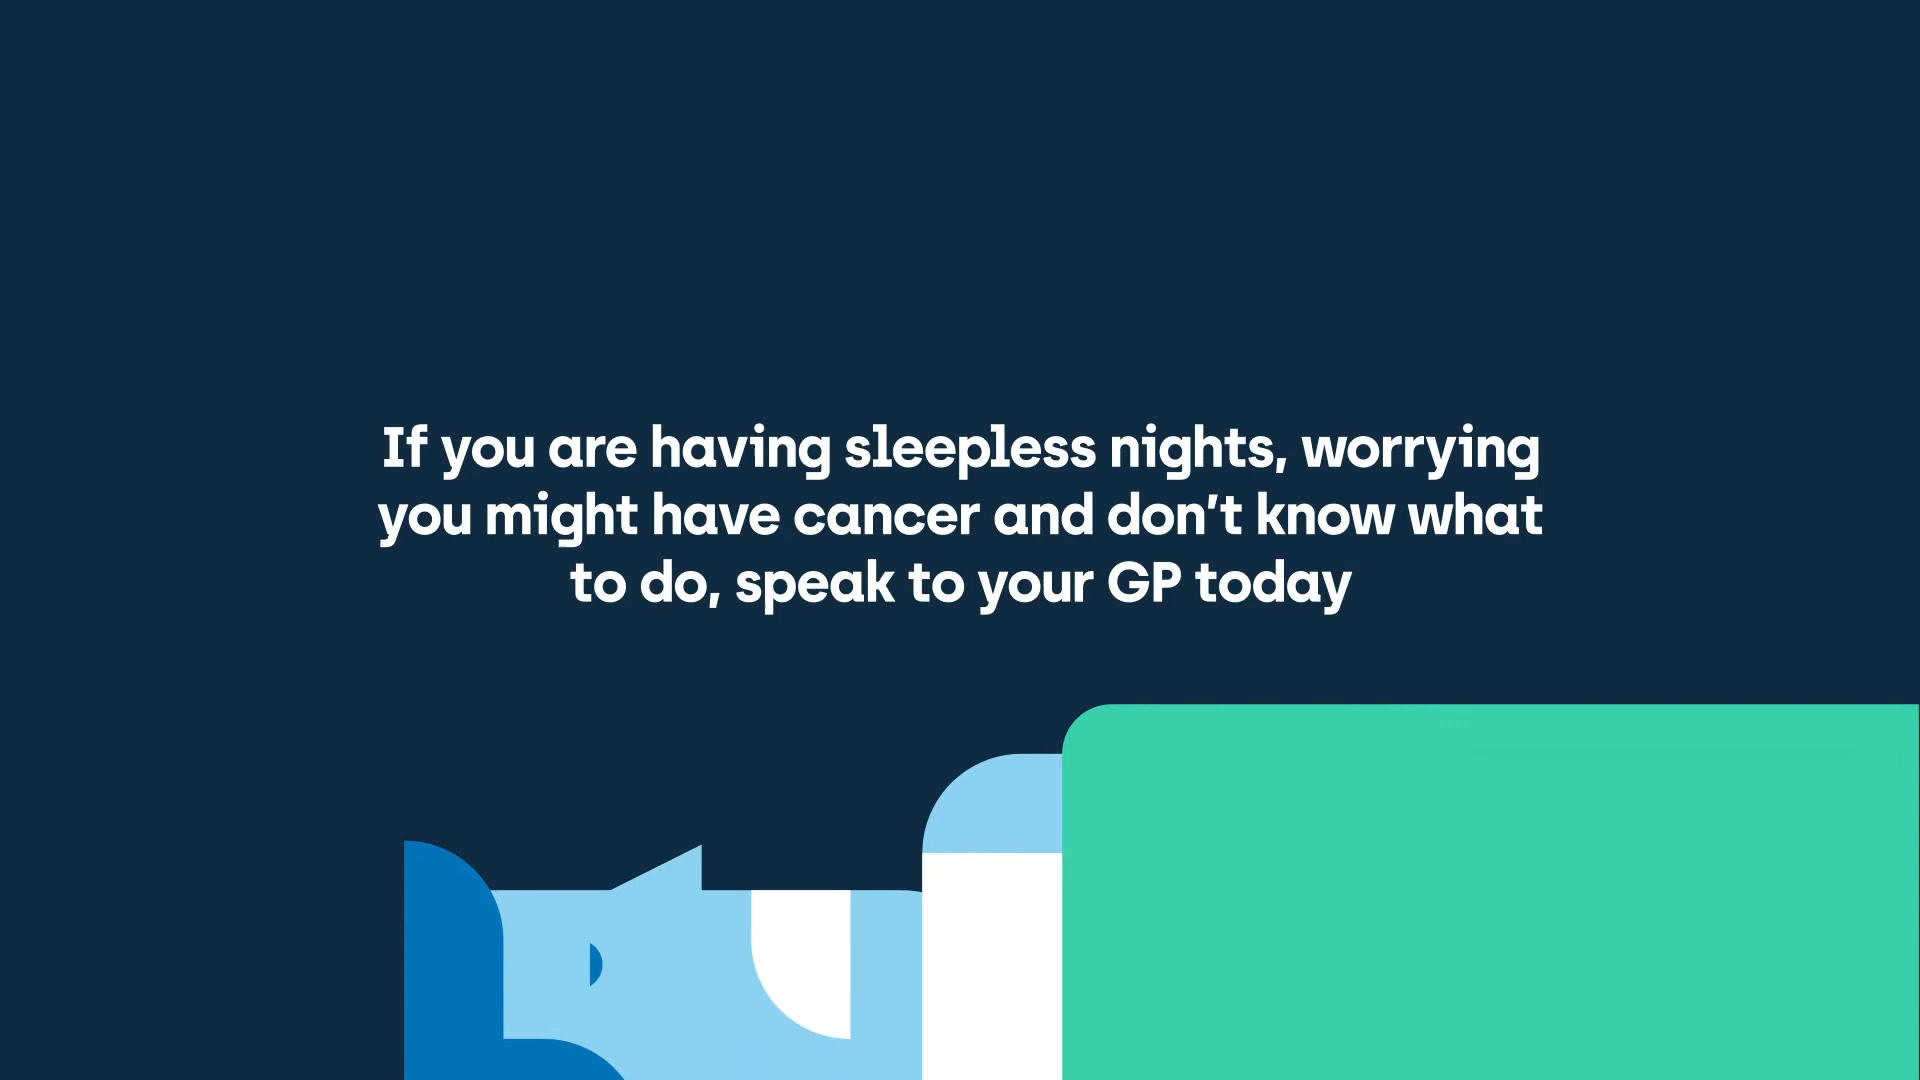 If you are having sleepless nights, worrying
you might have cancer and don't know what
to do, speak to your GP today